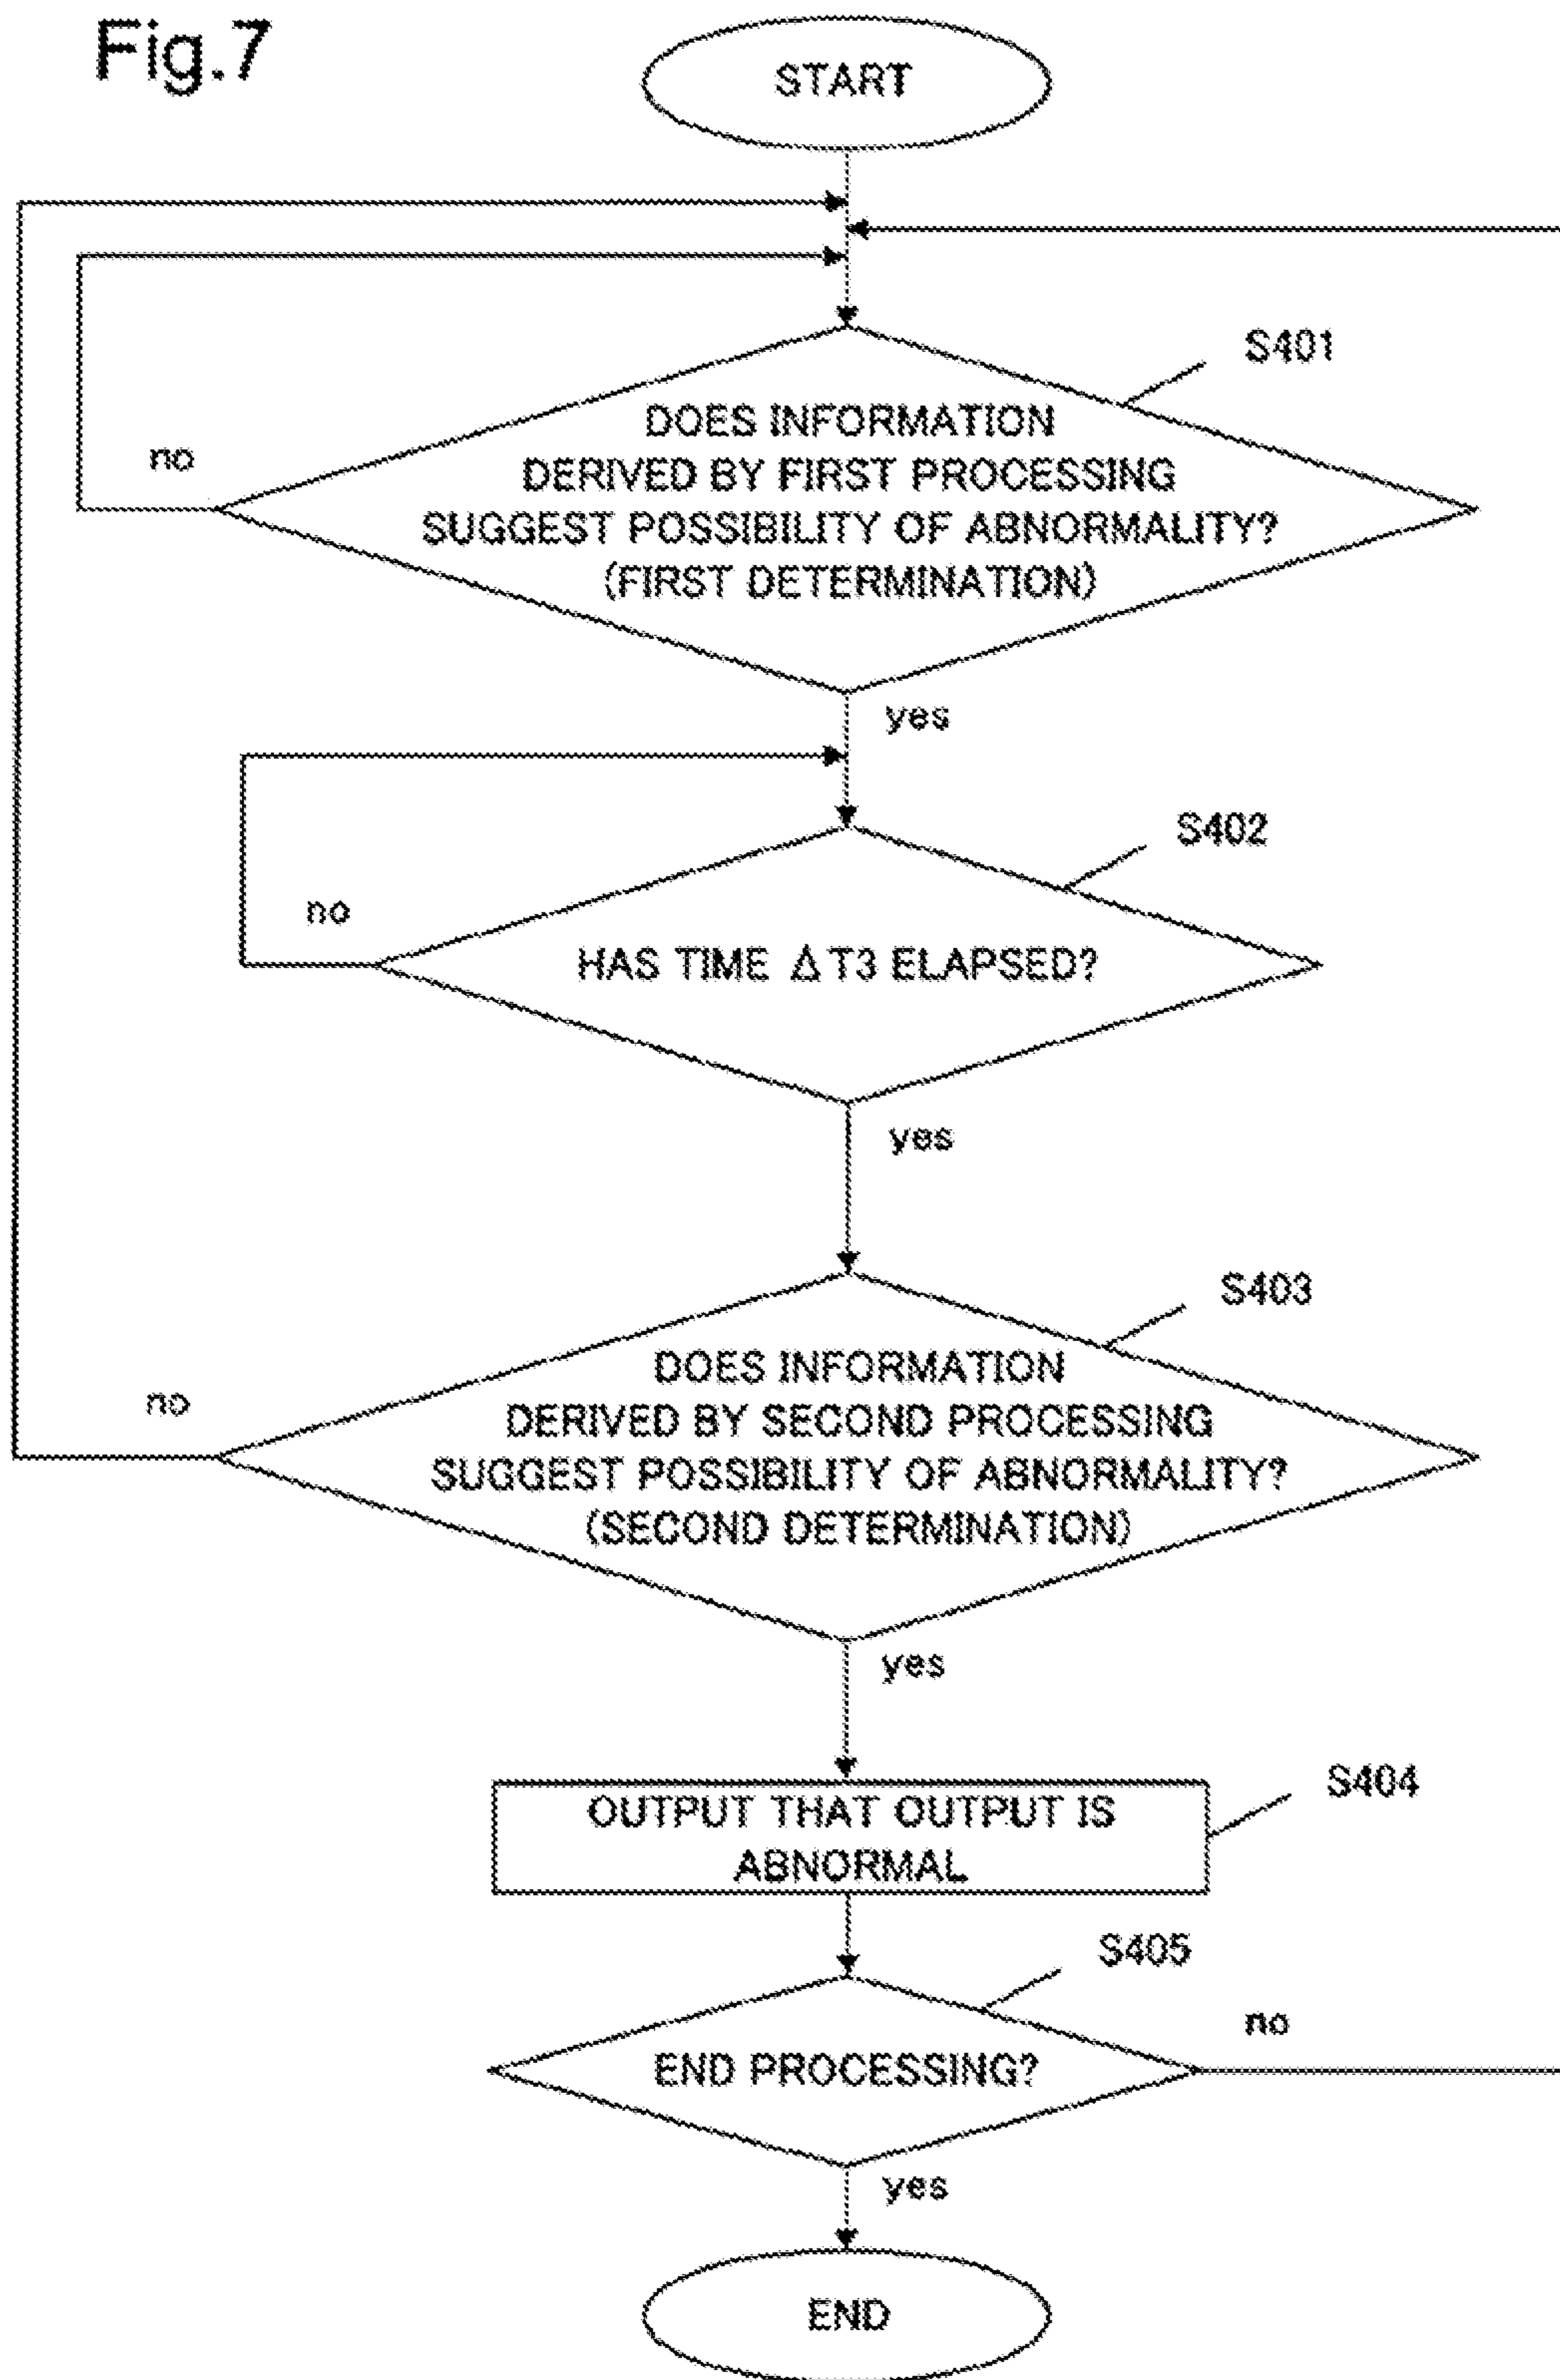 Fig.7
START
S401
DOES INFORMATION
DERIVED BY FIRST PROCESSING
SUGGEST POSSIBILITY OF ABNORMALITY?
(FIRST DETERMINATION)
no
yes
S402
HAS TIME ΔT3 ELAPSED?
no
yes
S403
DOES INFORMATION
DERIVED BY SECOND PROCESSING
SUGGEST POSSIBILITY OF ABNORMALITY?
(SECOND DETERMINATION)
no
yes
S404
OUTPUT THAT OUTPUT IS
ABNORMAL
S405
END PROCESSING?
no
yes
END